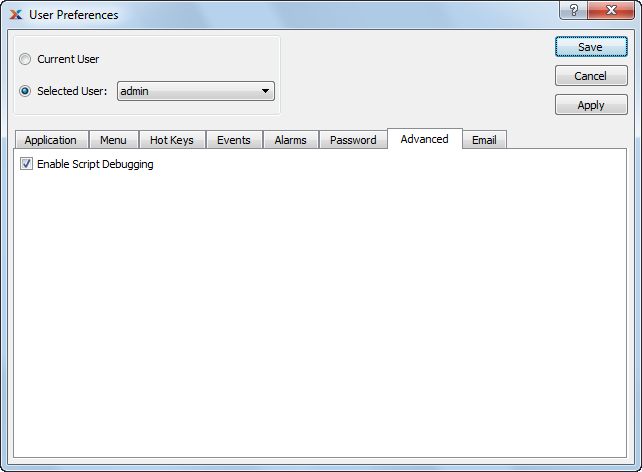 User Preferences
?
Current User
Selected User: admin
Save
Cancel
Apply
Application Menu Hot Keys Events Alarms Password Advanced Email
Enable Script Debugging